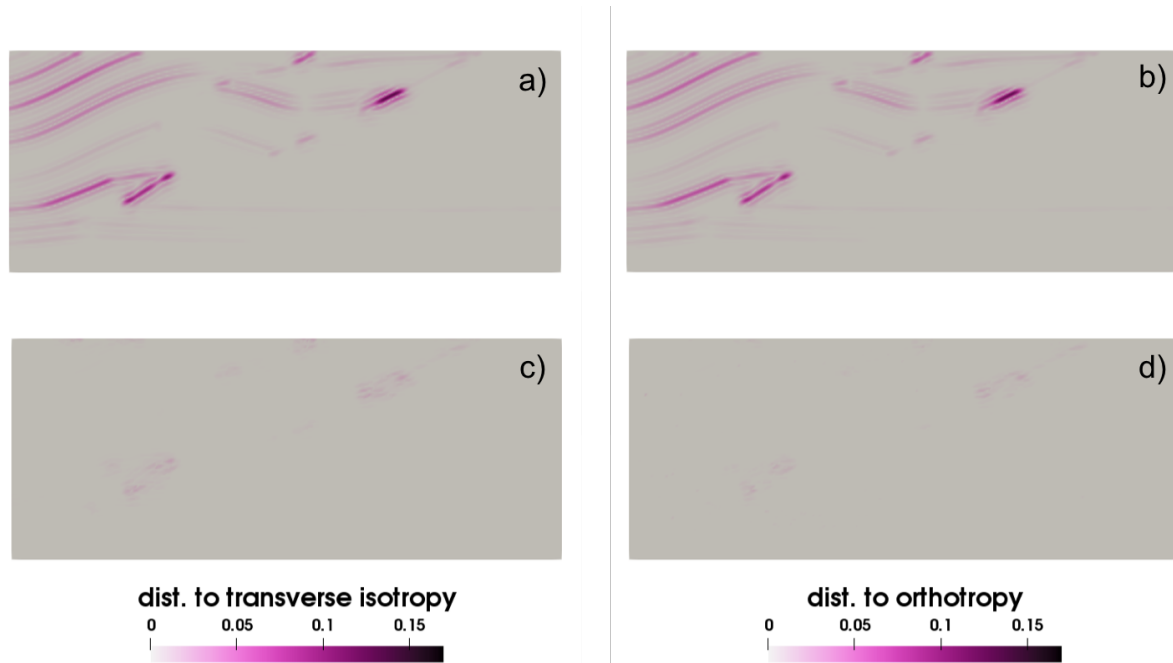 a)
b)
c)
d)
dist. to transverse isotropy
0 0.05 0.1 0.15
dist. to orthotropy
0 0.05 0.1 0.15